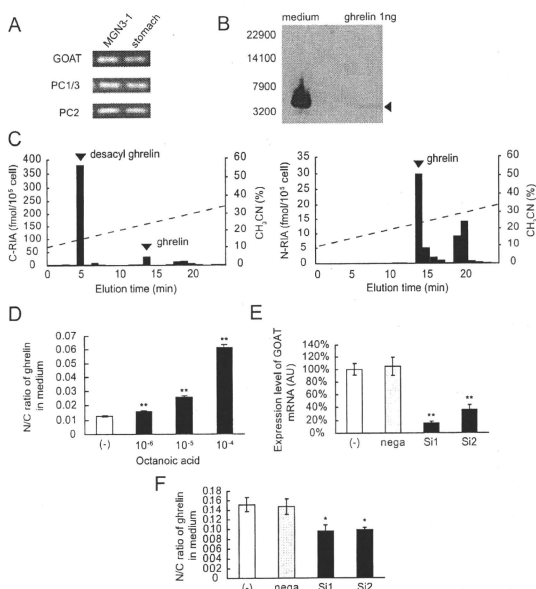 A
MGN3-1
stomach
GOAT
PC1/3
PC2
B
medium
ghrelin 1ng
22900
14100
7900
3200
C
C-RIA (fmol/10⁵ cell)
400
350
300
250
200
150
100
50
0
desacyl ghrelin
ghrelin
60
50
40
30
20
10
0
CH₃CN (%)
0 5 10 15 20
Elution time (min)
N-RIA (fmol/10⁵ cell)
35
30
25
20
15
10
5
0
ghrelin
60
50
40
30
20
10
0
CH₃CN (%)
0 5 10 15 20
Elution time (min)
D
N/C ratio of ghrelin
in medium
0.07
0.06
0.05
0.04
0.03
0.02
0.01
0
** ** **
(-) 10⁻⁶ 10⁻⁵ 10⁻⁴
Octanoic acid
E
Expression level of GOAT
mRNA (AU)
140%
120%
100%
80%
60%
40%
20%
0%
** **
(-) nega Si1 Si2
F
N/C ratio of ghrelin
in medium
0.18
0.16
0.14
0.12
0.10
* *
(-) nega Si1 Si2